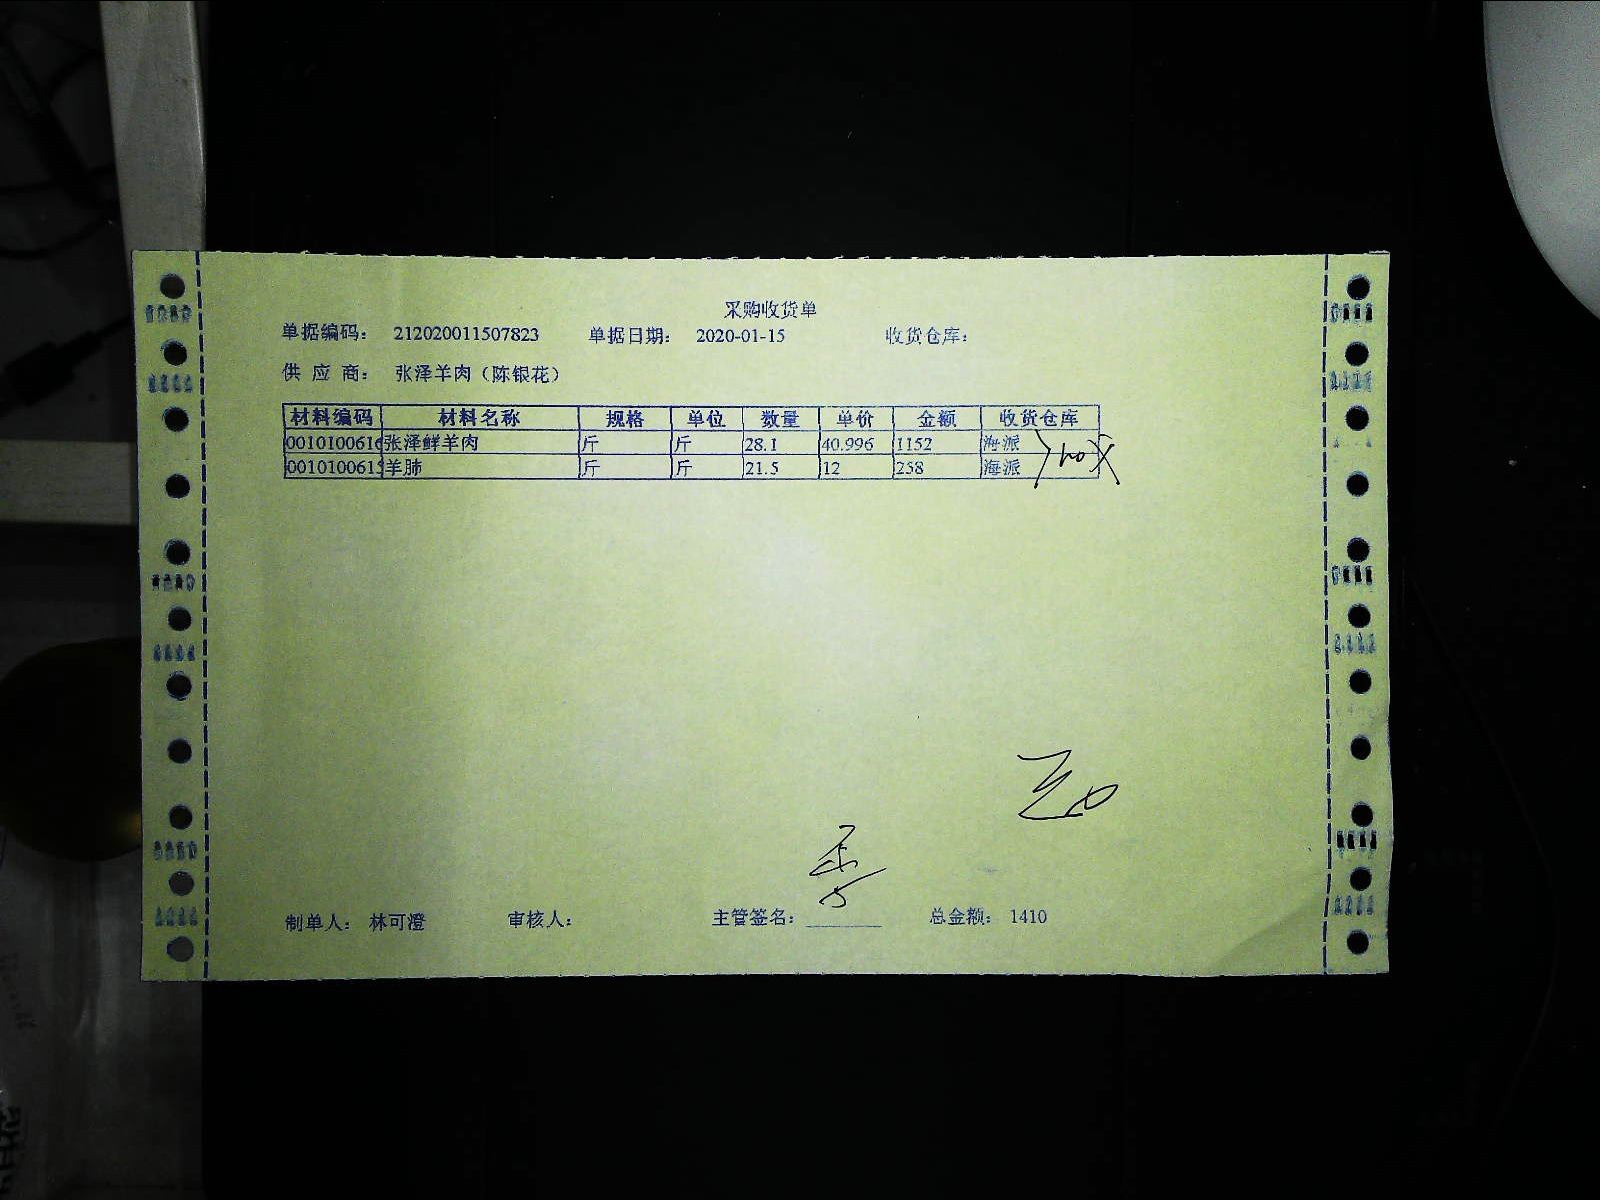 采购收货单
单据编码： 212020011507823 单据日期： 2020-01-15 收货仓库：
供 应 商： 张泽羊肉（陈银花）
材料编码 材料名称 规格 单位 数量 单价 金额 收货仓库
001010061 张泽鲜羊肉 斤 斤 28.1 40.996 1152 海派
001010061 羊肺 斤 斤 21.5 12 258 海派
制单人： 林可澄 审核人： 主管签名： 总金额： 1410